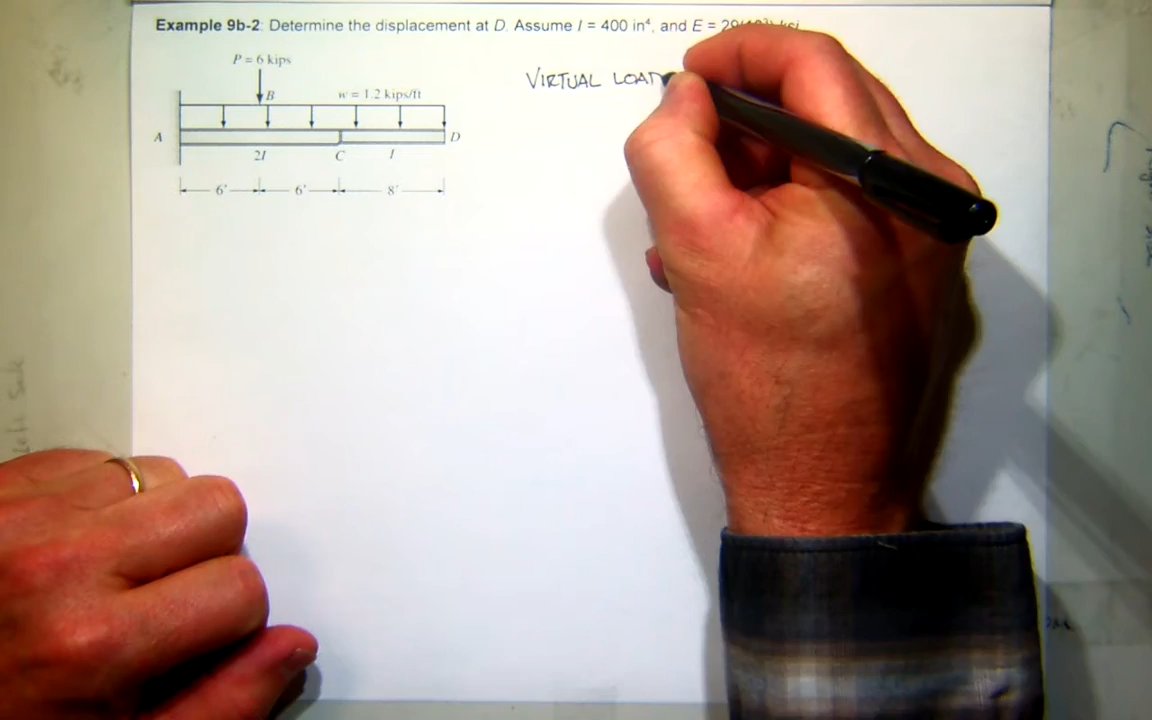 Example 9b-2: Determine the displacement at D. Assume I = 400 in⁴, and E =
P = 6 kips
VIRTUAL LOAD
B
w = 1.2 kips/ft
A
D
2I
C
I
6'
6'
8'